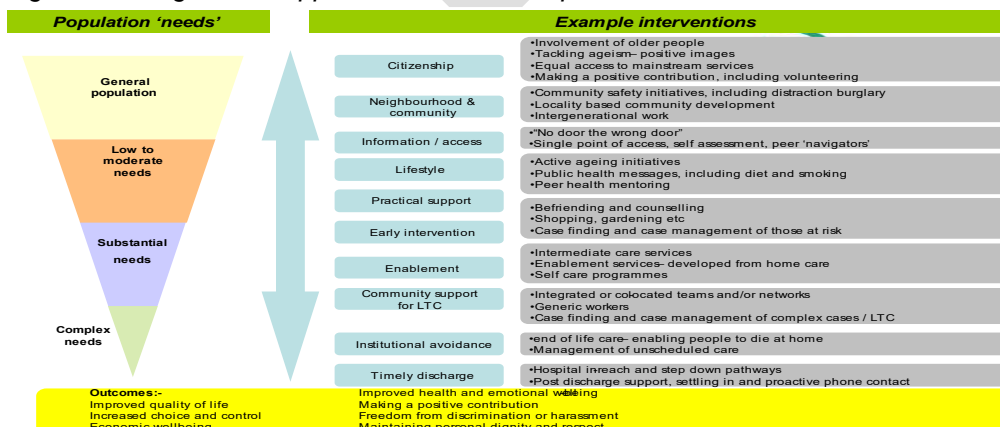 Population ‘needs’
Example interventions
General
population
Low to
moderate
needs
Substantial
needs
Complex
needs
Citizenship
Neighbourhood &
community
Information / access
Lifestyle
Practical support
Early intervention
Enablement
Community support
for LTC
Institutional avoidance
Timely discharge
•Involvement of older people
•Tackling ageism– positive images
•Equal access to mainstream services
•Making a positive contribution, including volunteering
•Community safety initiatives, including distraction burglary
•Locality based community development
•Intergenerational work
•“No door the wrong door”
•Single point of access, self assessment, peer ‘navigators’
•Active ageing initiatives
•Public health messages, including diet and smoking
•Peer health mentoring
•Befriending and counselling
•Shopping, gardening etc
•Case finding and case management of those at risk
•Intermediate care services
•Enablement services– developed from home care
•Self care programmes
•Integrated or colocated teams and/or networks
•Generic workers
•Case finding and case management of complex cases / LTC
•end of life care– enabling people to die at home
•Management of unscheduled care
•Hospital in-reach and step down pathways
•Post discharge support, settling in and proactive phone contact
Outcomes:-
Improved quality of life
Increased choice and control
Economic wellbeing
Improved health and emotional
Making a positive contribution
Freedom from discrimination or harassment
Maintaining personal dignity and respect